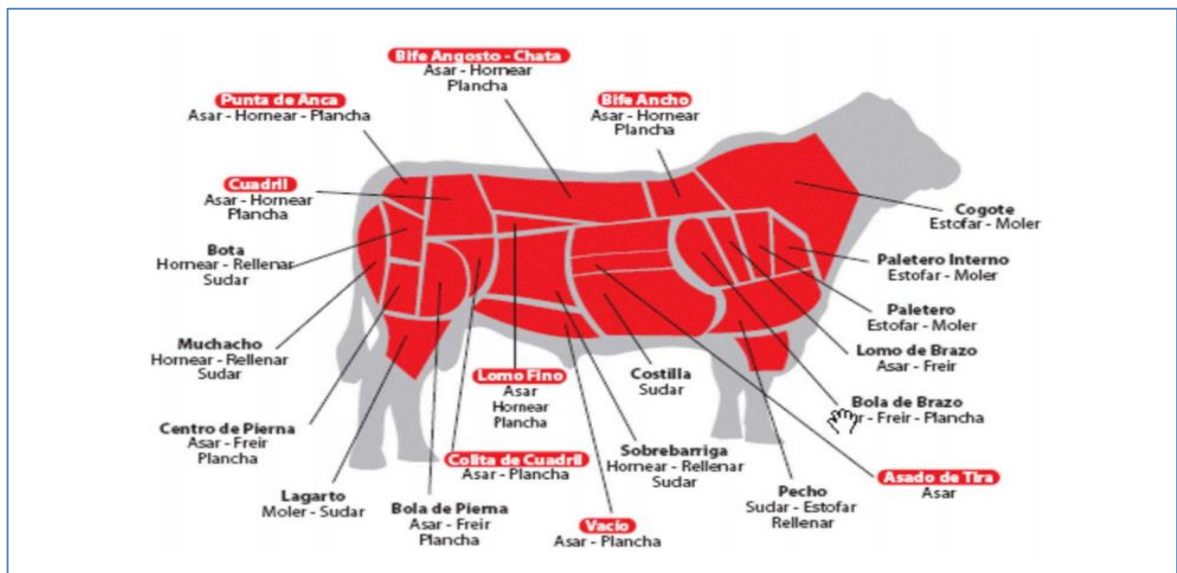 Bife Angosto - Chata
Asar - Hornear
Plancha
Punta de Anca
Asar - Hornear - Plancha
Bife Ancho
Asar - Hornear
Plancha
Cuadril
Asar - Hornear
Plancha
Cogote
Estofar - Moler
Bota
Hornear - Rellenar
Sudar
Paletero Interno
Estofar - Moler
Paletero
Estofar - Moler
Muchacho
Hornear - Rellenar
Sudar
Lomo Fino
Asar
Hornear
Plancha
Costilla
Sudar
Lomo de Brazo
Asar - Freir
Bola de Brazo
- Freir - Plancha
Centro de Pierna
Asar - Freir
Plancha
Colita de Cuadril
Asar - Plancha
Sobrebarriga
Hornear - Rellenar
Sudar
Asado de Tira
Asar
Lagarto
Moler - Sudar
Bola de Pierna
Asar - Freir
Plancha
Vacío
Asar - Plancha
Pecho
Sudar - Estofar
Rellenar